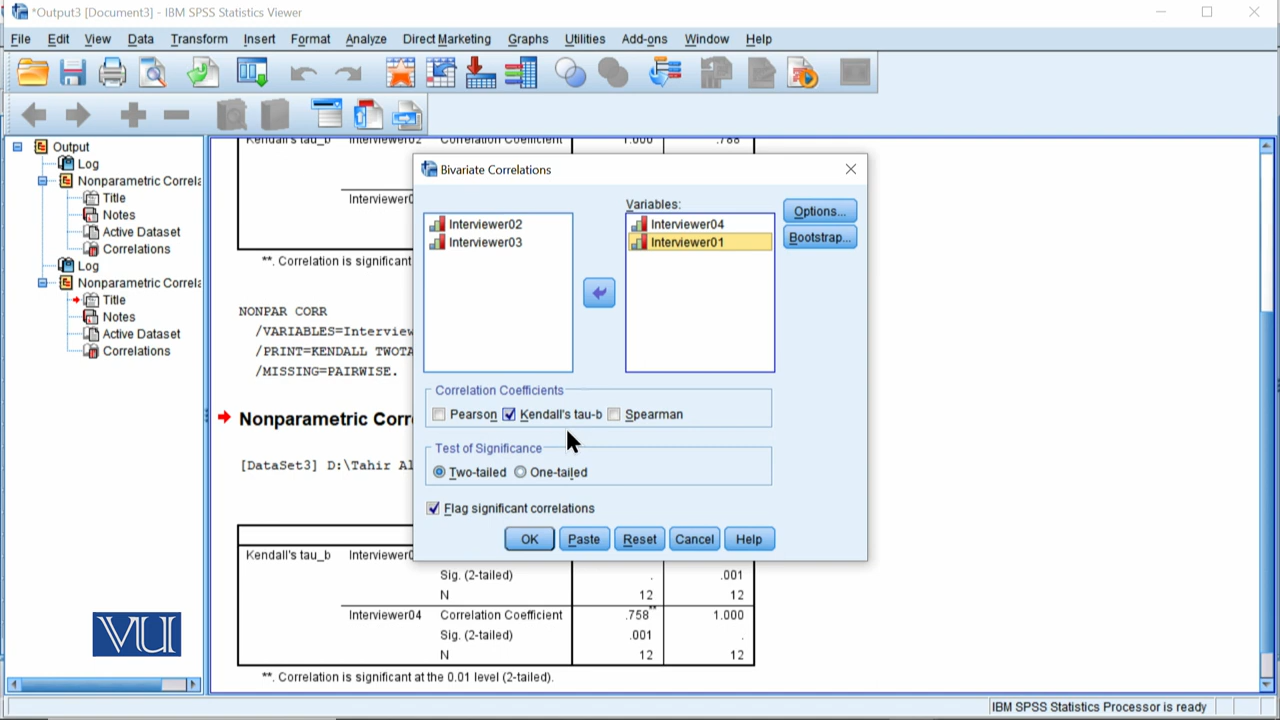 *Output3 [Document3] - IBM SPSS Statistics Viewer
File Edit View Data Transform Insert Format Analyze Direct Marketing Graphs Utilities Add-ons Window Help
Output
Log
Nonparametric Correla
Title
Notes
Active Dataset
Correlations
Log
Nonparametric Correla
Title
Notes
Active Dataset
Correlations
VU
Kendall's tau_b Interviewer02 Correlation Coefficient 1.000 .788
Interviewer0
**. Correlation is significant
NONPAR CORR
/VARIABLES=Interview
/PRINT=KENDALL TWOTA
/MISSING=PAIRWISE.
Nonparametric Corr
[DataSet3] D:\Tahir Al
Kendall's tau_b Interviewer0
Sig. (2-tailed) . .001
N 12 12
Interviewer04 Correlation Coefficient .758** 1.000
Sig. (2-tailed) .001 .
N 12 12
**. Correlation is significant at the 0.01 level (2-tailed).
Bivariate Correlations
Variables:
Interviewer02
Interviewer03
Interviewer04
Interviewer01
Options...
Bootstrap...
Correlation Coefficients
Pearson Kendall's tau-b Spearman
Test of Significance
Two-tailed One-tailed
Flag significant correlations
OK Paste Reset Cancel Help
IBM SPSS Statistics Processor is ready